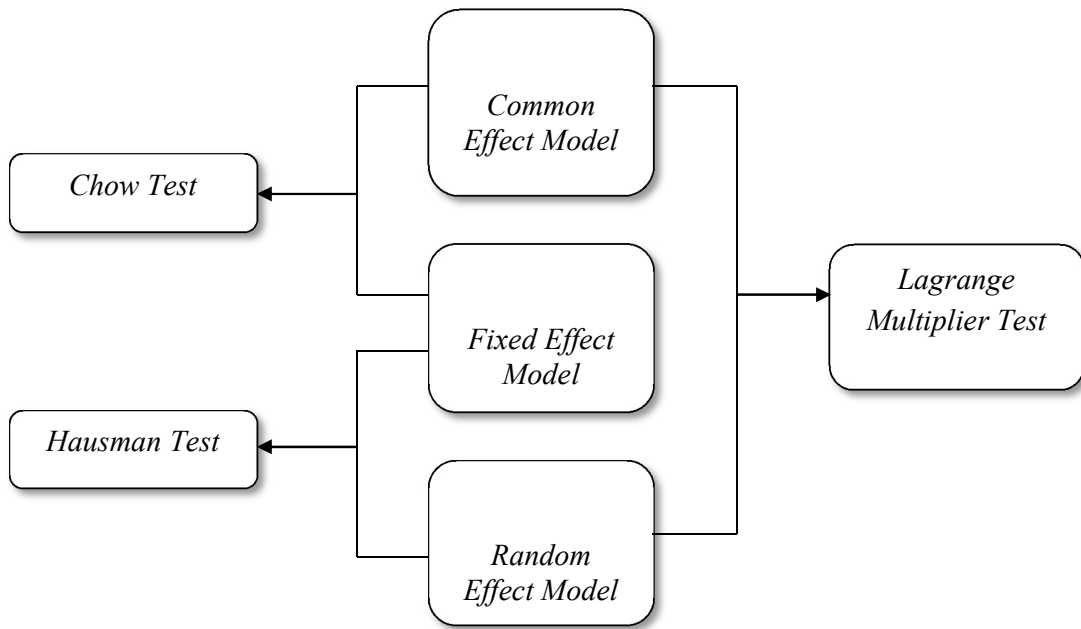 Common
Effect Model
Chow Test
Lagrange
Multiplier Test
Fixed Effect
Model
Hausman Test
Random
Effect Model